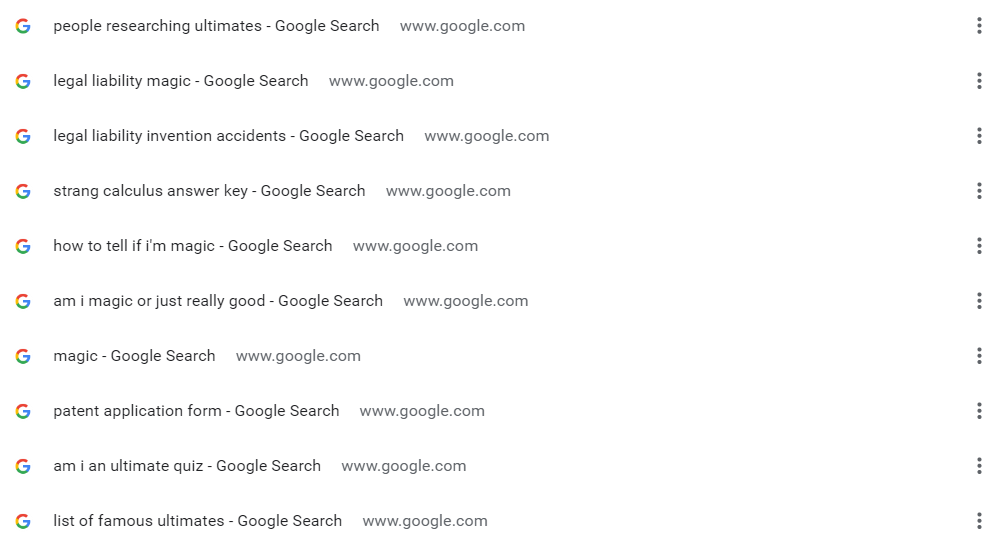 people researching ultimates - Google Search www.google.com
legal liability magic - Google Search www.google.com
legal liability invention accidents - Google Search www.google.com
strang calculus answer key - Google Search www.google.com
how to tell if i'm magic - Google Search www.google.com
am i magic or just really good - Google Search www.google.com
magic - Google Search www.google.com
patent application form - Google Search www.google.com
am i an ultimate quiz - Google Search www.google.com
list of famous ultimates - Google Search www.google.com